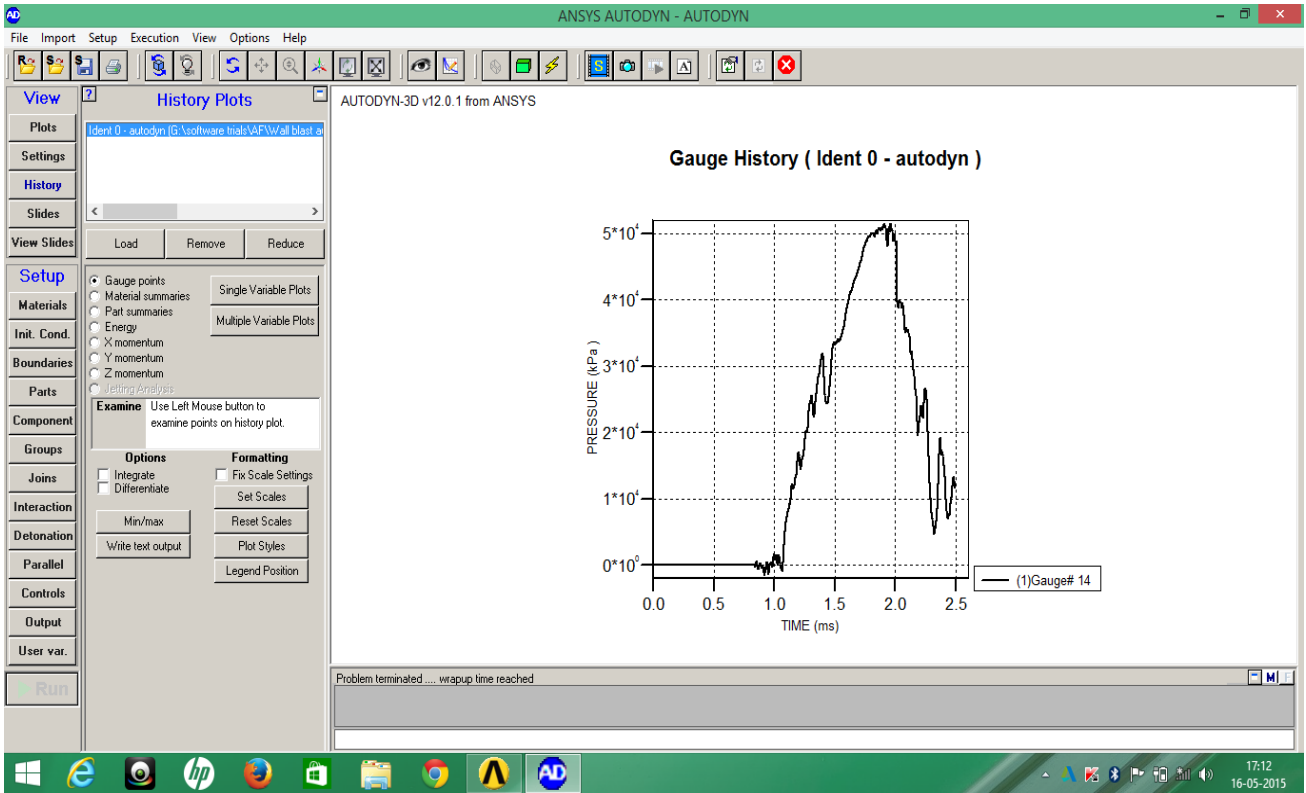 ANSYS AUTODYN - AUTODYN
File Import Setup Execution View Options Help
View
Plots
Settings
History
Slides
View Slides
Setup
Materials
Init. Cond.
Boundaries
Parts
Component
Groups
Joins
Interaction
Detonation
Parallel
Controls
Output
User var.
Run
? History Plots
Ident 0 - autodyn (G:\software trials\AF\Wall blast au
Load Remove Reduce
Gauge points
Material summaries
Part summaries
Energy
X momentum
Y momentum
Z momentum
Jetting Analysis
Single Variable Plots
Multiple Variable Plots
Examine Use Left Mouse button to
examine points on history plot.
Options
Integrate
Differentiate
Min/max
Write text output
Formatting
Fix Scale Settings
Set Scales
Reset Scales
Plot Styles
Legend Position
AUTODYN-3D v12.0.1 from ANSYS
Gauge History ( Ident 0 - autodyn )
PRESSURE (kPa )
5*10⁴
4*10⁴
3*10⁴
2*10⁴
1*10⁴
0*10⁰
0.0 0.5 1.0 1.5 2.0 2.5
TIME (ms)
(1)Gauge# 14
Problem terminated .... wrapup time reached
M
17:12
16-05-2015